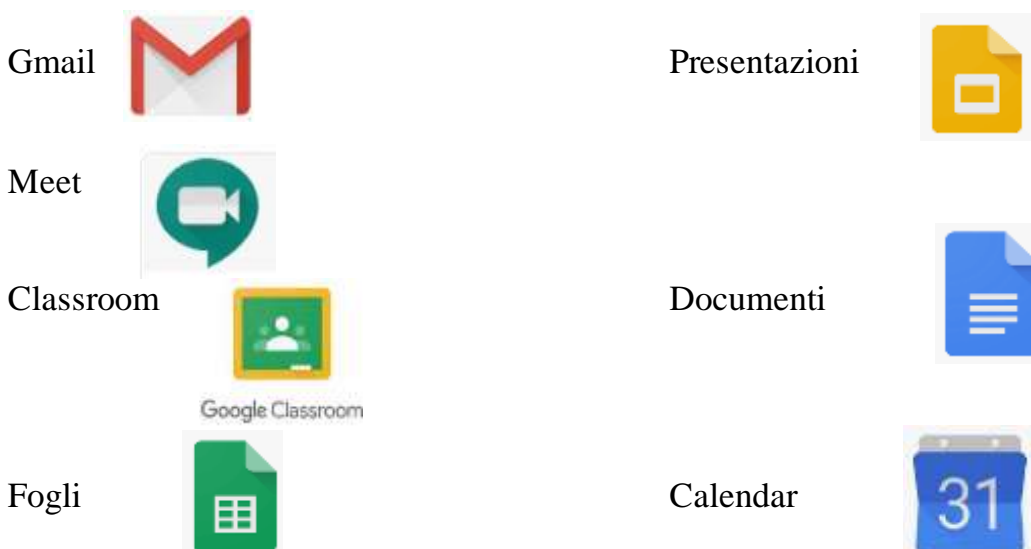 Gmail
Presentazioni
Meet
Classroom
Documenti
Google Classroom
Fogli
Calendar
31